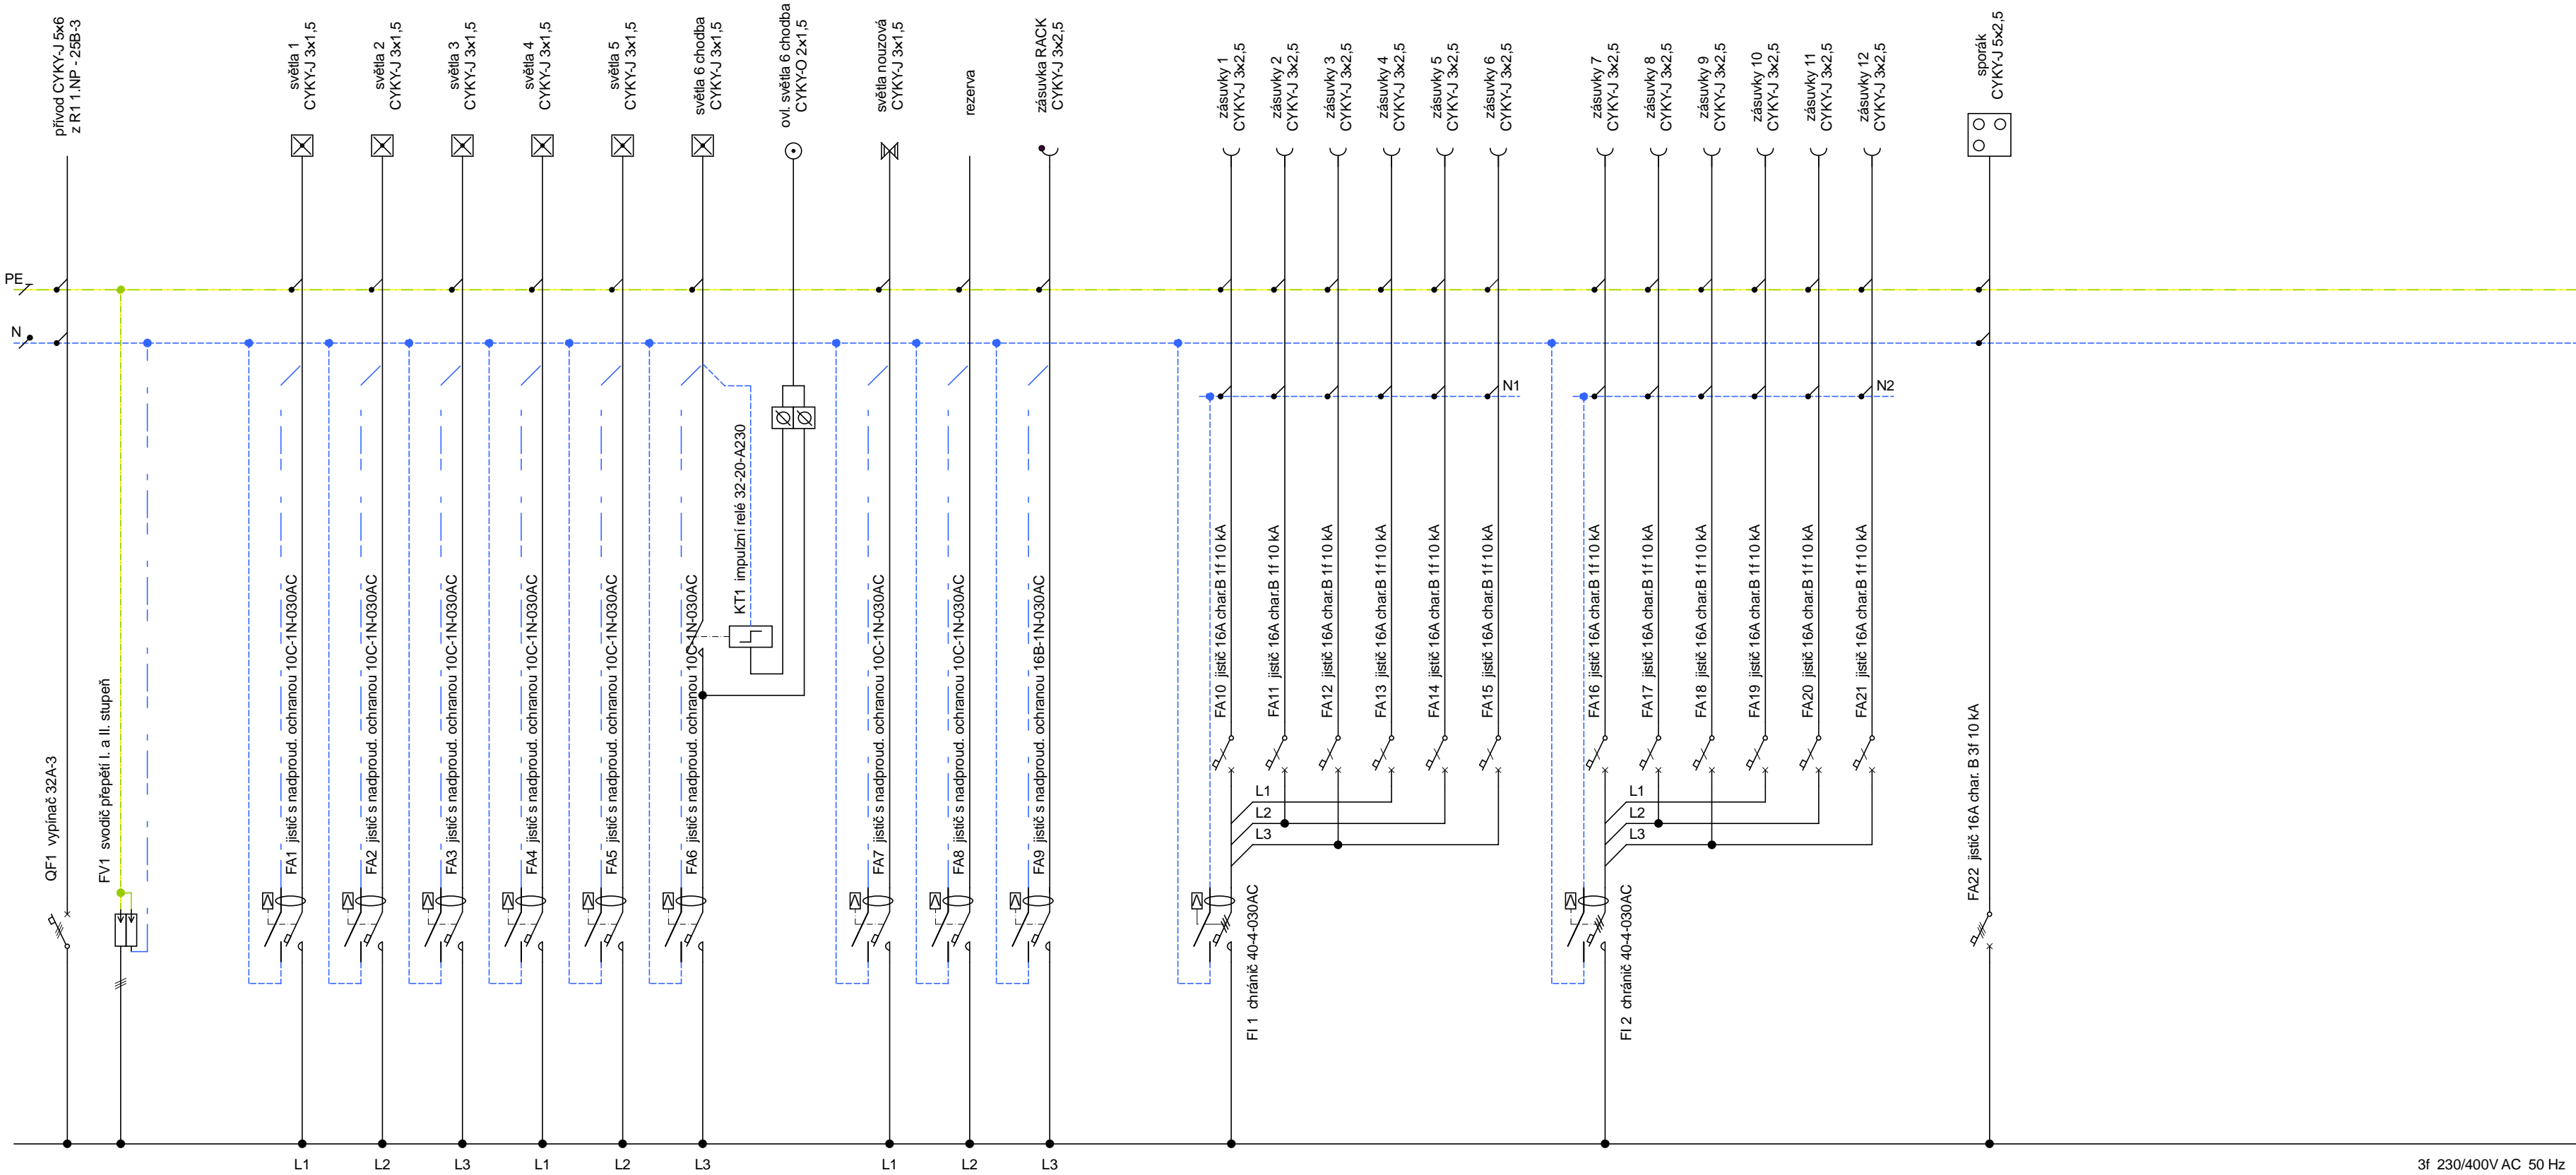 přívod CYKY-J 5x6
z R1 1.NP - 25B-3
světla 1
CYKY-J 3x1,5
světla 2
CYKY-J 3x1,5
světla 3
CYKY-J 3x1,5
světla 4
CYKY-J 3x1,5
světla 5
CYKY-J 3x1,5
světla 6 chodba
CYKY-J 3x1,5
ovl. světla 6 chodba
CYKY-O 2x1,5
světla nouzová
CYKY-J 3x1,5
rezerva
zásuvka RACK
CYKY-J 3x2,5
zásuvky 1
CYKY-J 3x2,5
zásuvky 2
CYKY-J 3x2,5
zásuvky 3
CYKY-J 3x2,5
zásuvky 4
CYKY-J 3x2,5
zásuvky 5
CYKY-J 3x2,5
zásuvky 6
CYKY-J 3x2,5
zásuvky 7
CYKY-J 3x2,5
zásuvky 8
CYKY-J 3x2,5
zásuvky 9
CYKY-J 3x2,5
zásuvky 10
CYKY-J 3x2,5
zásuvky 11
CYKY-J 3x2,5
zásuvky 12
CYKY-J 3x2,5
sporák
CYKY-J 5x2,5
PE
N
N1
N2
QF1 vypínač 32A-3
FV1 svodič přepětí I. a II. stupeň
FA1 jistič s nadproud. ochranou 10C-1N-030AC
FA2 jistič s nadproud. ochranou 10C-1N-030AC
FA3 jistič s nadproud. ochranou 10C-1N-030AC
FA4 jistič s nadproud. ochranou 10C-1N-030AC
FA5 jistič s nadproud. ochranou 10C-1N-030AC
FA6 jistič s nadproud. ochranou 10C-1N-030AC
KT1 impulzní relé 32-20-A230
FA7 jistič s nadproud. ochranou 10C-1N-030AC
FA8 jistič s nadproud. ochranou 10C-1N-030AC
FA9 jistič s nadproud. ochranou 16B-1N-030AC
FA10 jistič 16A char.B 1f 10 kA
FA11 jistič 16A char.B 1f 10 kA
FA12 jistič 16A char.B 1f 10 kA
FA13 jistič 16A char.B 1f 10 kA
FA14 jistič 16A char.B 1f 10 kA
FA15 jistič 16A char.B 1f 10 kA
FA16 jistič 16A char.B 1f 10 kA
FA17 jistič 16A char.B 1f 10 kA
FA18 jistič 16A char.B 1f 10 kA
FA19 jistič 16A char.B 1f 10 kA
FA20 jistič 16A char.B 1f 10 kA
FA21 jistič 16A char.B 1f 10 kA
FA22 jistič 16A char. B 3f 10 kA
L1
L2
L3
L1
L2
L3
FI 1 chránič 40-4-030AC
FI 2 chránič 40-4-030AC
L1
L2
L3
L1
L2
L3
L1
L2
L3
3f 230/400V AC 50 Hz